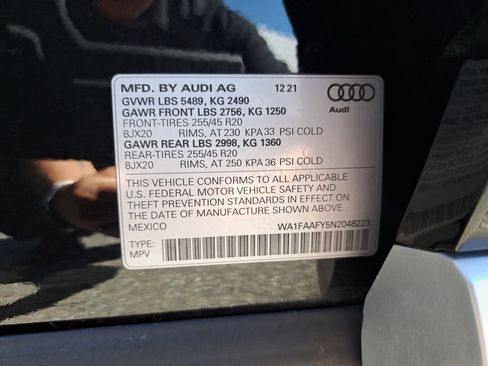 MFD. BY AUDI AG 12 21
GVWR LBS 5489, KG 2490
GAWR FRONT LBS 2756, KG 1250
FRONT-TIRES 255/45 R20
8JX20 RIMS, AT 230 KPA 33 PSI COLD
GAWR REAR LBS 2998, KG 1360
REAR-TIRES 255/45 R20
8JX20 RIMS, AT 250 KPA 36 PSI COLD
Audi
THIS VEHICLE CONFORMS TO ALL APPLICABLE
U.S. FEDERAL MOTOR VEHICLE SAFETY AND
THEFT PREVENTION STANDARDS IN EFFECT ON
THE DATE OF MANUFACTURE SHOWN ABOVE.
MEXICO WA1FAAFY5N2048223
TYPE:
MPV